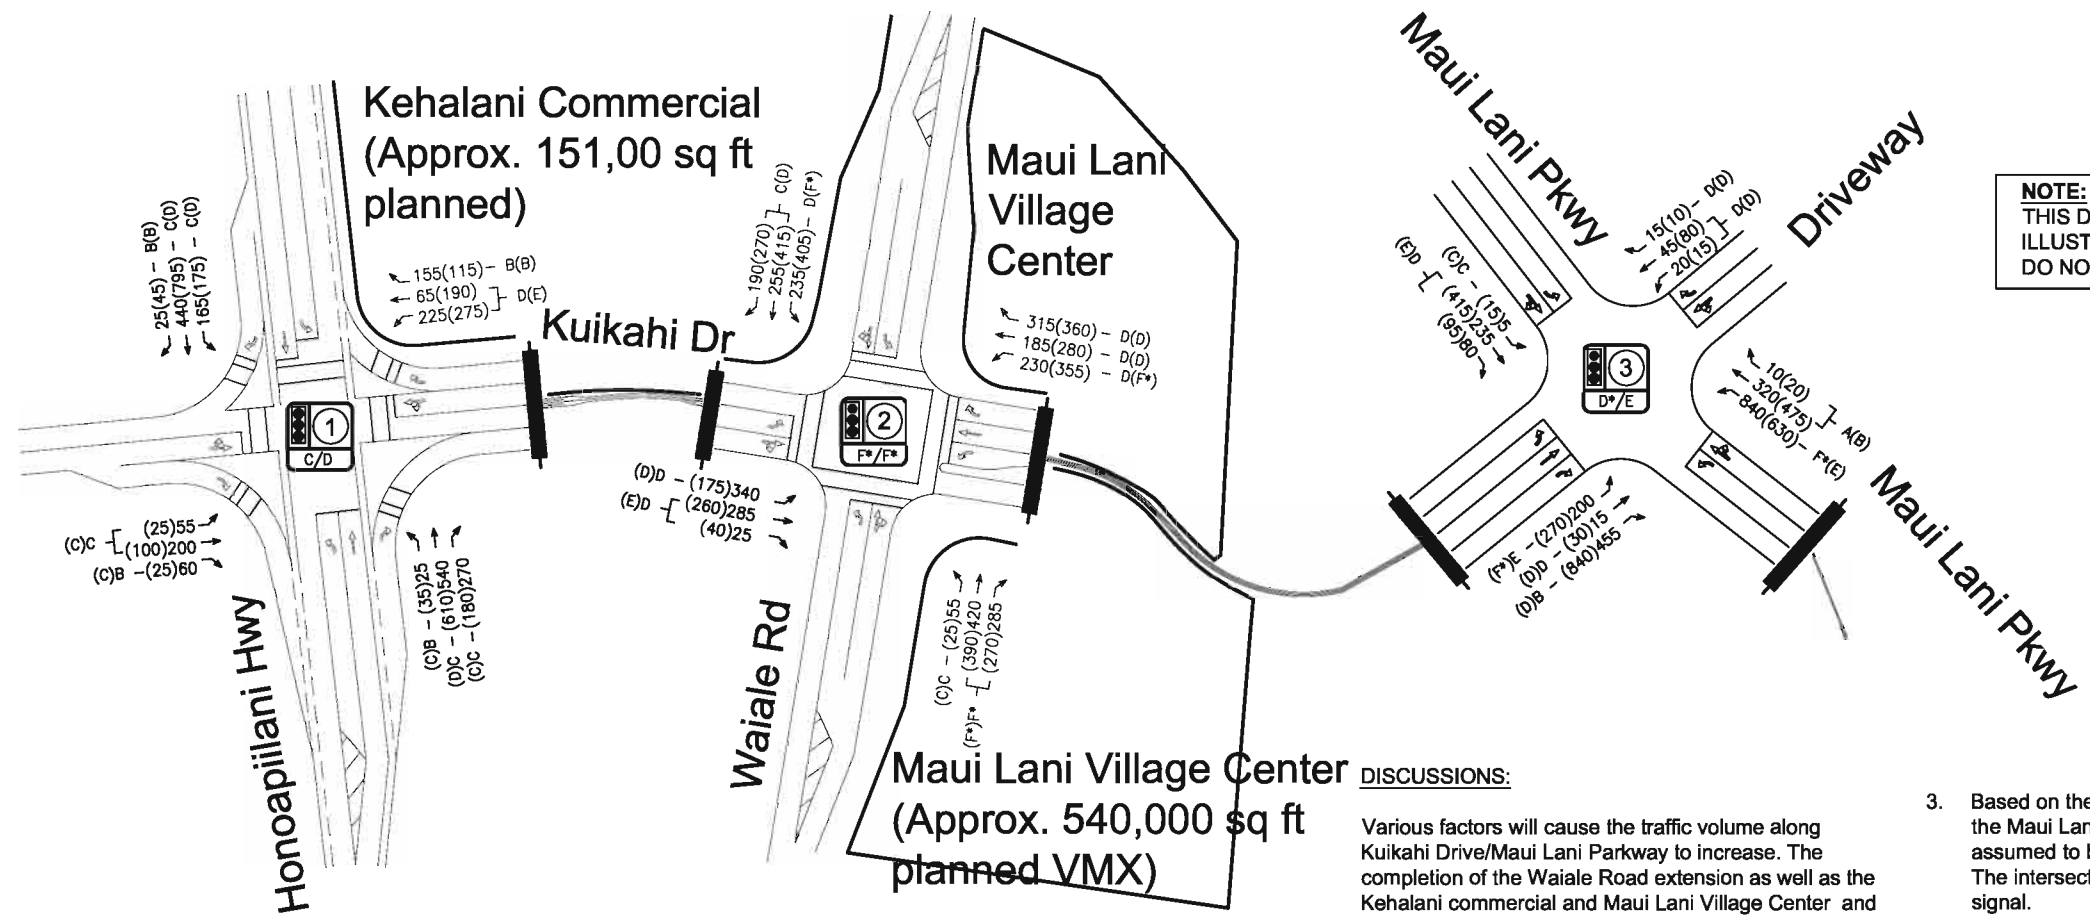 Kehalani Commercial
(Approx. 151,00 sq ft
planned)
25(45) – B(B)
440(795) – C(D)
165(175) – C(D)
155(115) – B(B)
65(190)
225(275)
D(E)
Kuikahi Dr
190(270)
255(415)
C(D)
235(405) – D(F*)
Maui Lani
Village
Center
315(360) – D(D)
185(280) – D(D)
230(355) – D(F*)
1
C/D
2
F*/F*
(D)D – (175)340
(E)D
(260)285
(40)25
(C)C
(25)55
(100)200
(C)B –(25)60
(C)B – (35)25
(D)C – (610)540
(C)C –(180)270
Honoapiilani Hwy
Waiale Rd
(C)C – (25)55
(F*)F*
(390)420
(270)285
Maui Lani Village Center
(Approx. 540,000 sq ft
planned VMX)
Maui Lani Pkwy
Driveway
15(10)– D(D)
45(80)
20(15)
D(D)
(C)C – (15)5
(E)D
(415)235
(95)80
3
D*/E
10(20)
320(475)
A(B)
840(630)– F*(E)
(F*)E –(270)200
(D)D – (30)15
(D)B – (840)455
Maui Lani Pkwy
NOTE:
THIS D
ILLUST
DO NO
DISCUSSIONS:
Various factors will cause the traffic volume along
Kuikahi Drive/Maui Lani Parkway to increase. The
completion of the Waiale Road extension as well as the
Kehalani commercial and Maui Lani Village Center and
3. Based on the
the Maui Lan
assumed to b
The intersect
signal.